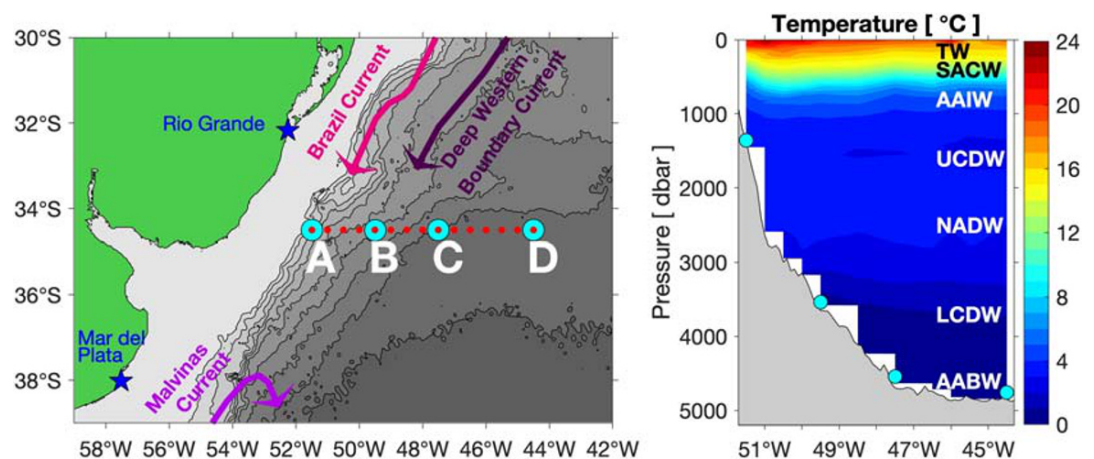 30°S
32°S
34°S
36°S
38°S
58°W
56°W
54°W
52°W
50°W
48°W
46°W
44°W
42°W
Rio Grande
Mar del
Plata
Brazil Current
Deep Western
Boundary Current
Malvinas
Current
A
B
C
D
Temperature [ °C ]
Pressure [ dbar ]
0
1000
2000
3000
4000
5000
51°W
49°W
47°W
45°W
TW
SACW
AAIW
UCDW
NADW
LCDW
AABW
24
20
16
12
8
4
0